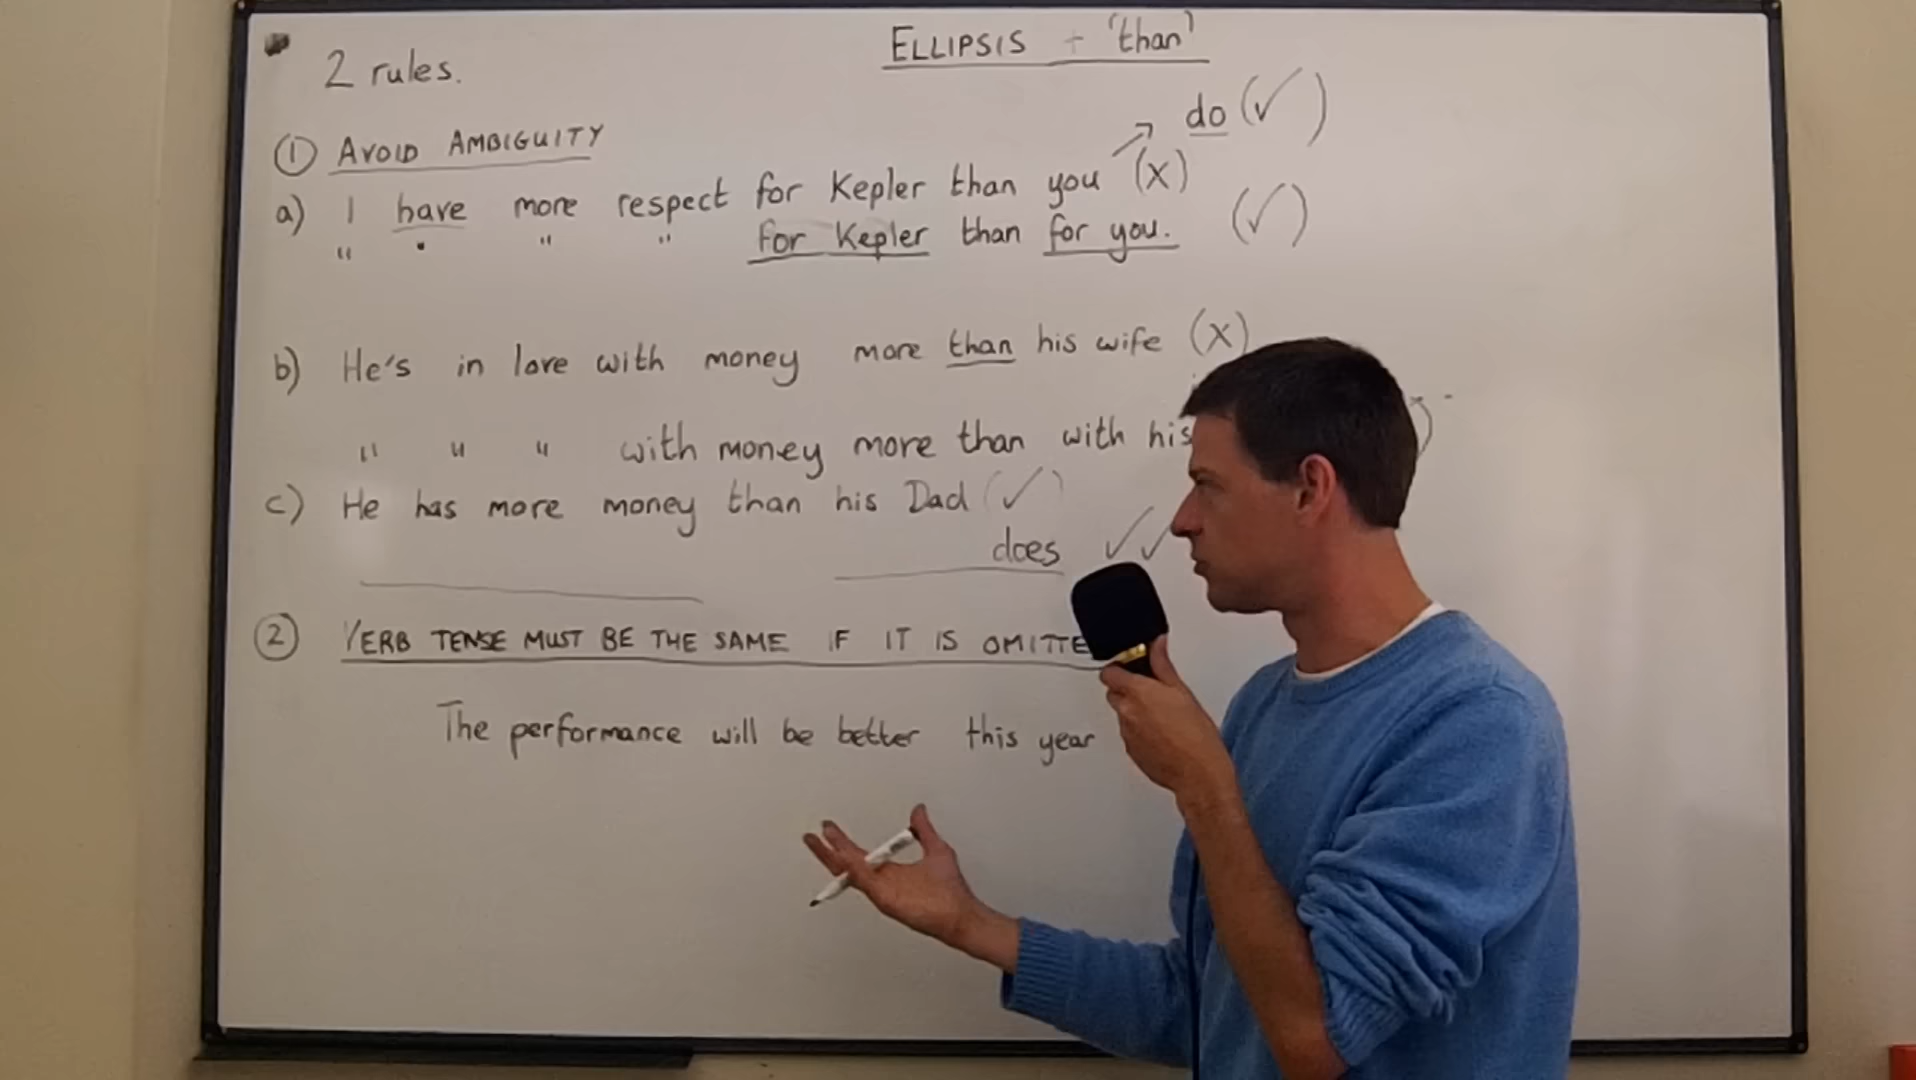 ELLIPSIS + 'than'
2 rules.
do (✓)
① AVOID AMBIGUITY
a) I have more respect for Kepler than you (x)
" " " " for Kepler than for you. (✓)
b) He's in love with money more than his wife (x)
" " " with money more than with his
c) He has more money than his Dad (✓)
does ✓✓
② VERB TENSE MUST BE THE SAME IF IT IS OMITTE
The performance will be better this year